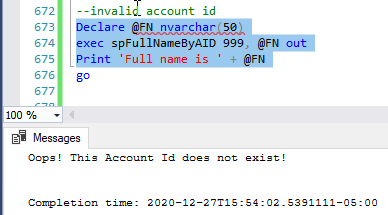 672 --invalid account id
673 Declare @FN nvarchar(50)
674 exec spFullNameByAID 999, @FN out
675 Print 'Full name is ' + @FN
676 go
677
100 %
Messages
Oops! This Account Id does not exist!
Completion time: 2020-12-27T15:54:02.5391111-05:00